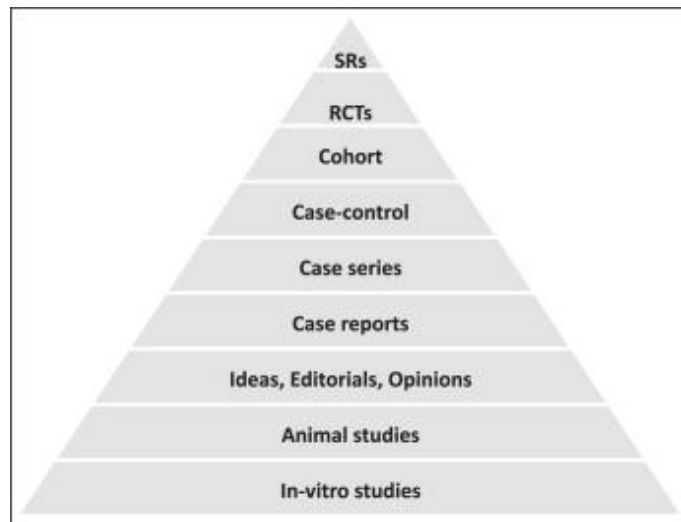 SRs
RCTs
Cohort
Case-control
Case series
Case reports
Ideas, Editorials, Opinions
Animal studies
In-vitro studies